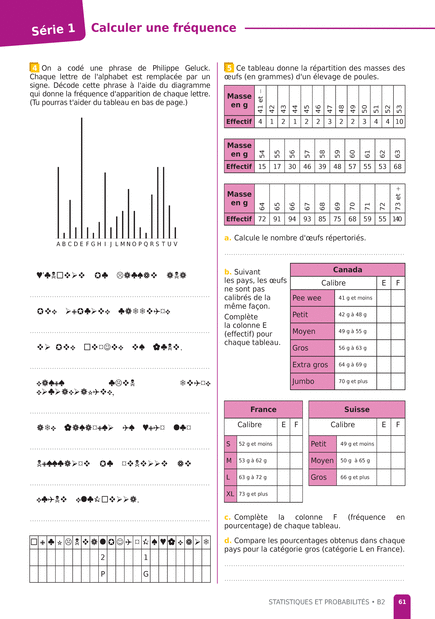 Série 1
Calculer une fréquence
4 On a codé une phrase de Philippe Geluck.
Chaque lettre de l'alphabet est remplacée par un
signe. Décode cette phrase à l'aide du diagramme
qui donne la fréquence d'apparition de chaque lettre.
(Tu pourras t'aider du tableau en bas de page.)
A B C D E F G H I J L M N O P Q R S T U V
2 1
P G
5 Ce tableau donne la répartition des masses des
œufs (en grammes) d'un élevage de poules.
Masse en g 41 et - 42 43 44 45 46 47 48 49 50 51 52 53
Effectif 4 1 2 1 2 2 3 2 2 3 4 4 10
Masse en g 54 55 56 57 58 59 60 61 62 63
Effectif 15 17 30 46 39 48 57 55 53 68
Masse en g 64 65 66 67 68 69 70 71 72 73 et +
Effectif 72 91 94 93 85 75 68 59 55 140
a. Calcule le nombre d'œufs répertoriés.
b. Suivant
les pays, les œufs
ne sont pas
calibrés de la
même façon.
Complète
la colonne E
(effectif) pour
chaque tableau.
Canada
Calibre E F
Pee wee 41 g et moins
Petit 42 g à 48 g
Moyen 49 g à 55 g
Gros 56 g à 63 g
Extra gros 64 g à 69 g
Jumbo 70 g et plus
France
Calibre E F
S 52 g et moins
M 53 g à 62 g
L 63 g à 72 g
XL 73 g et plus
Suisse
Calibre E F
Petit 49 g et moins
Moyen 50 g à 65 g
Gros 66 g et plus
c. Complète la colonne F (fréquence en
pourcentage) de chaque tableau.
d. Compare les pourcentages obtenus dans chaque
pays pour la catégorie gros (catégorie L en France).
STATISTIQUES ET PROBABILITÉS • B2 61